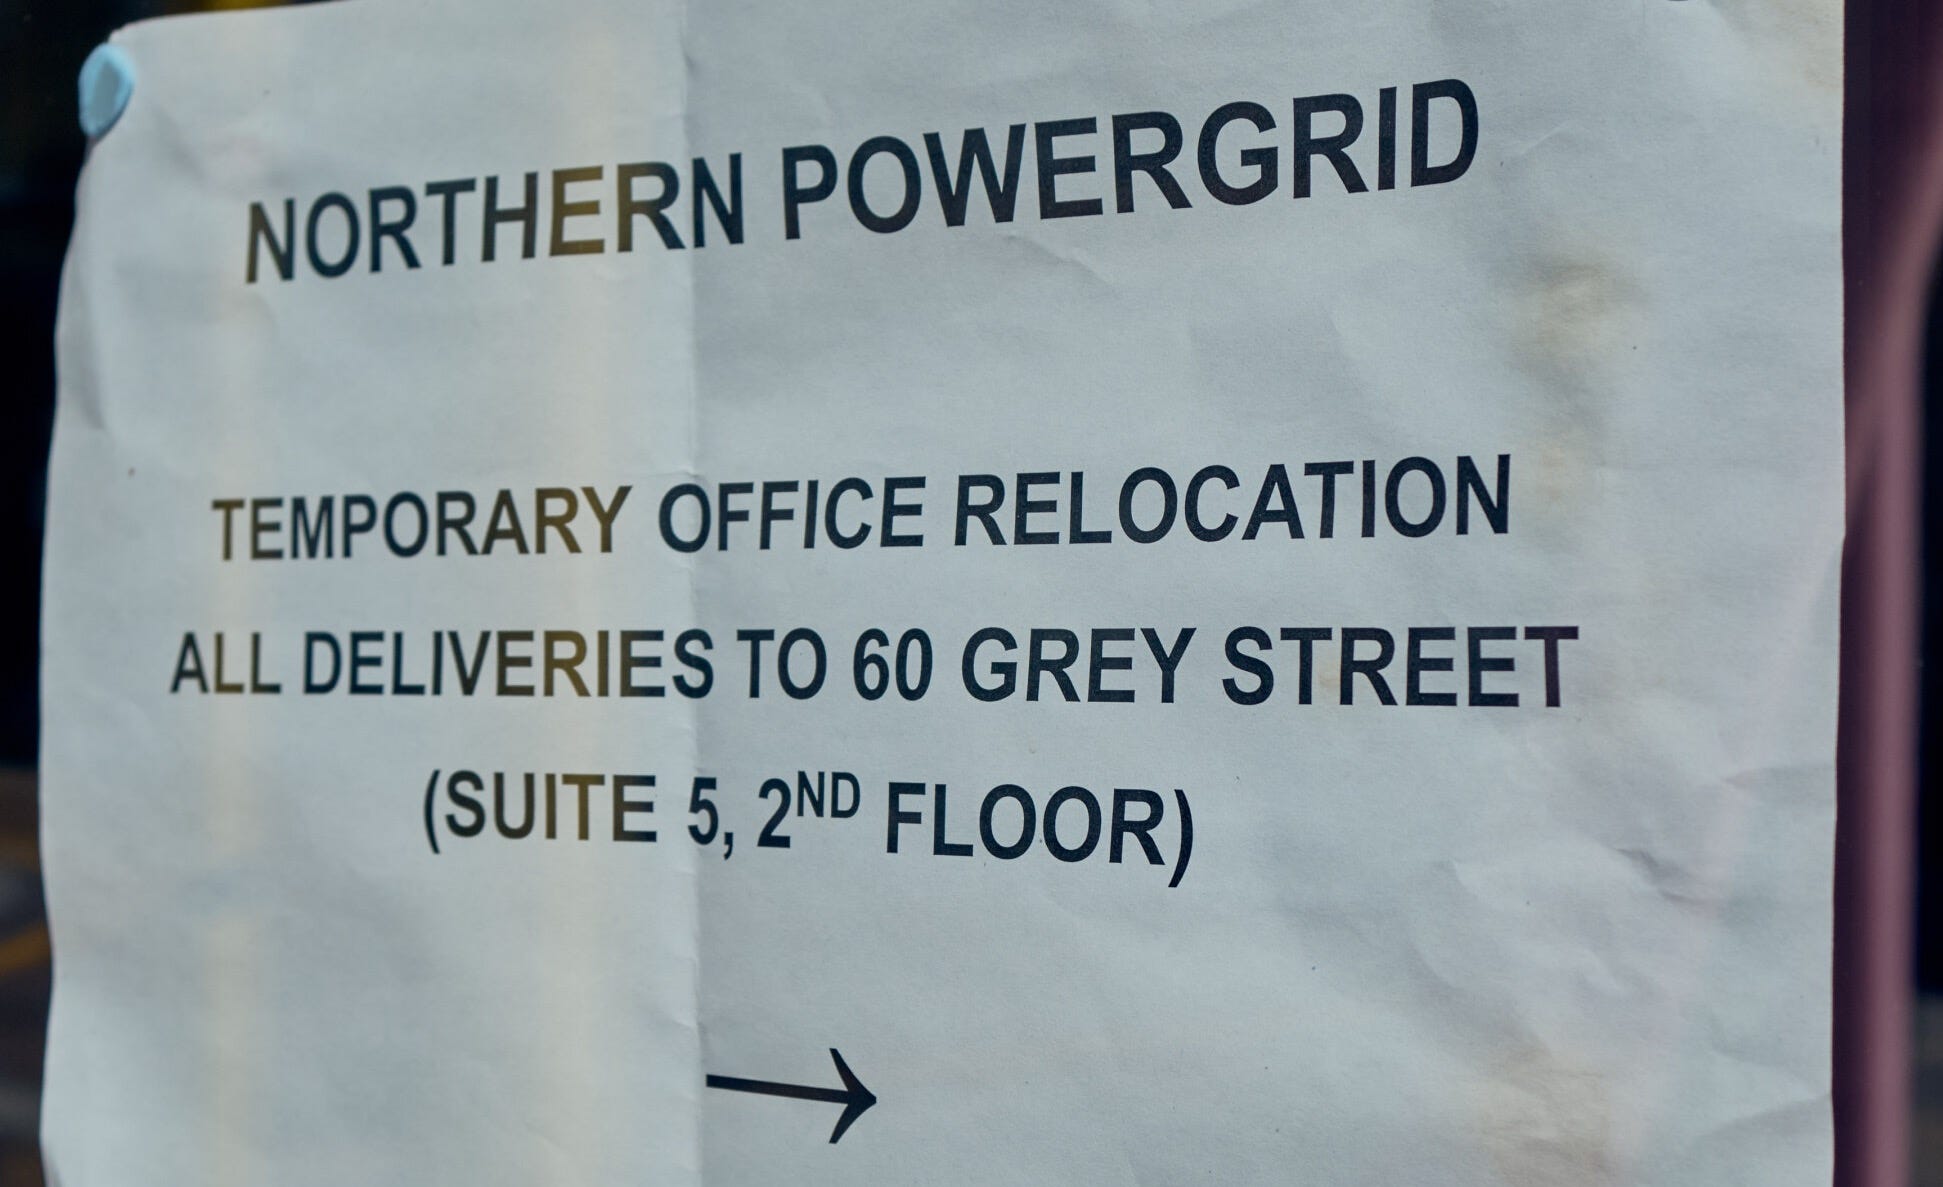 NORTHERN POWERGRID
TEMPORARY OFFICE RELOCATION
ALL DELIVERIES TO 60 GREY STREET
(SUITE 5, 2ND FLOOR)
→